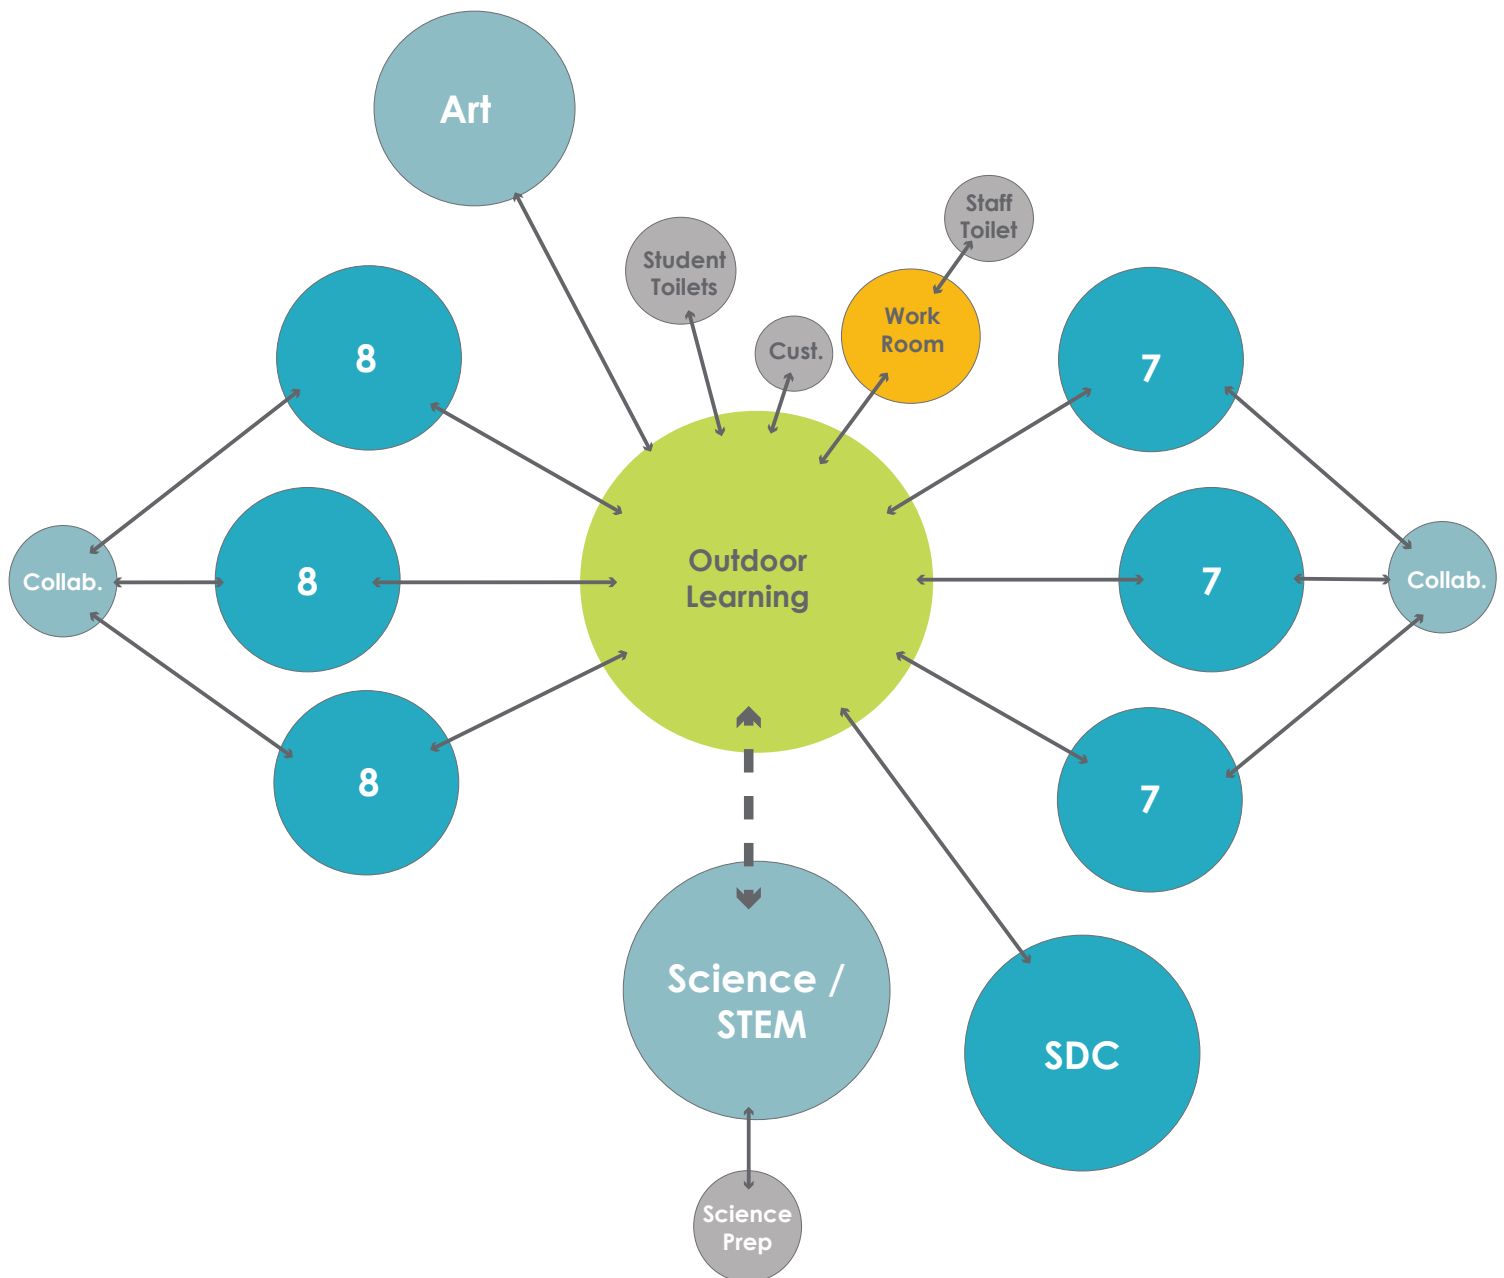 Art
Staff
Toilet
Student
Toilets
Work
Room
Cust.
8
7
Outdoor
Learning
Collab.
8
7
Collab.
8
7
Science /
STEM
SDC
Science
Prep